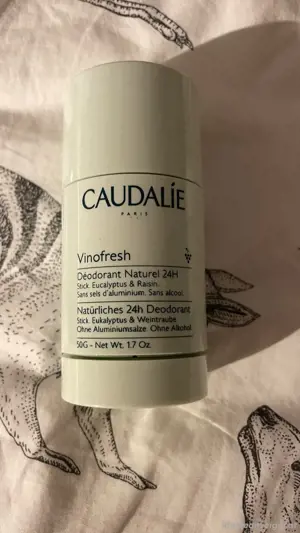 CAUDALÍE
PARIS
Vinofresh
Déodorant Naturel 24H
Stick. Eucalyptus & Raisin.
Sans sels d'aluminium. Sans alcool.
Natürliches 24h Deodorant
Stick. Eukalyptus & Weintraube.
Ohne Aluminiumsalze. Ohne Alkohol.
50G - Net Wt. 1.7 Oz.